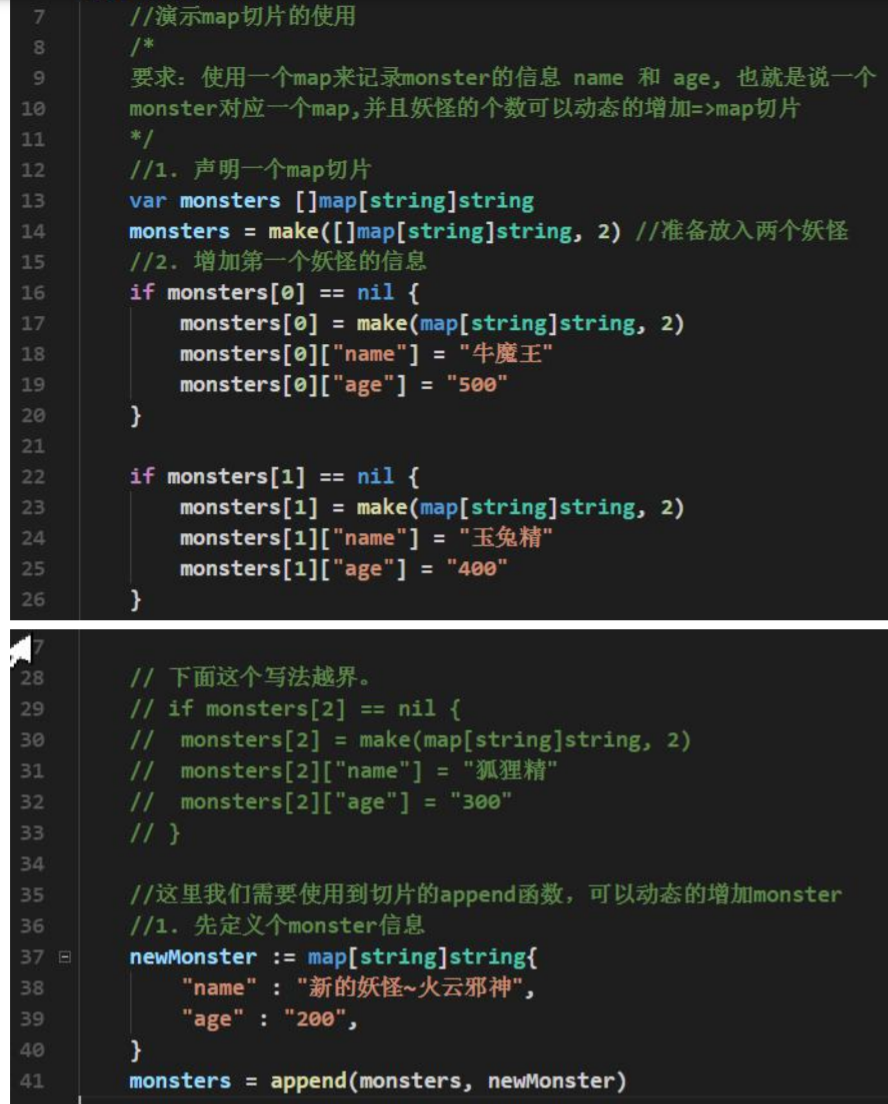 7 //演示map切片的使用
8 /*
9 要求：使用一个map来记录monster的信息 name 和 age, 也就是说一个
10 monster对应一个map,并且妖怪的个数可以动态的增加=>map切片
11 */
12 //1. 声明一个map切片
13 var monsters []map[string]string
14 monsters = make([]map[string]string, 2) //准备放入两个妖怪
15 //2. 增加第一个妖怪的信息
16 if monsters[0] == nil {
17 monsters[0] = make(map[string]string, 2)
18 monsters[0]["name"] = "牛魔王"
19 monsters[0]["age"] = "500"
20 }
21
22 if monsters[1] == nil {
23 monsters[1] = make(map[string]string, 2)
24 monsters[1]["name"] = "玉兔精"
25 monsters[1]["age"] = "400"
26 }
7
28 // 下面这个写法越界。
29 // if monsters[2] == nil {
30 // monsters[2] = make(map[string]string, 2)
31 // monsters[2]["name"] = "狐狸精"
32 // monsters[2]["age"] = "300"
33 // }
34
35 //这里我们需要使用到切片的append函数，可以动态的增加monster
36 //1. 先定义个monster信息
37 newMonster := map[string]string{
38 "name" : "新的妖怪~火云邪神",
39 "age" : "200",
40 }
41 monsters = append(monsters, newMonster)